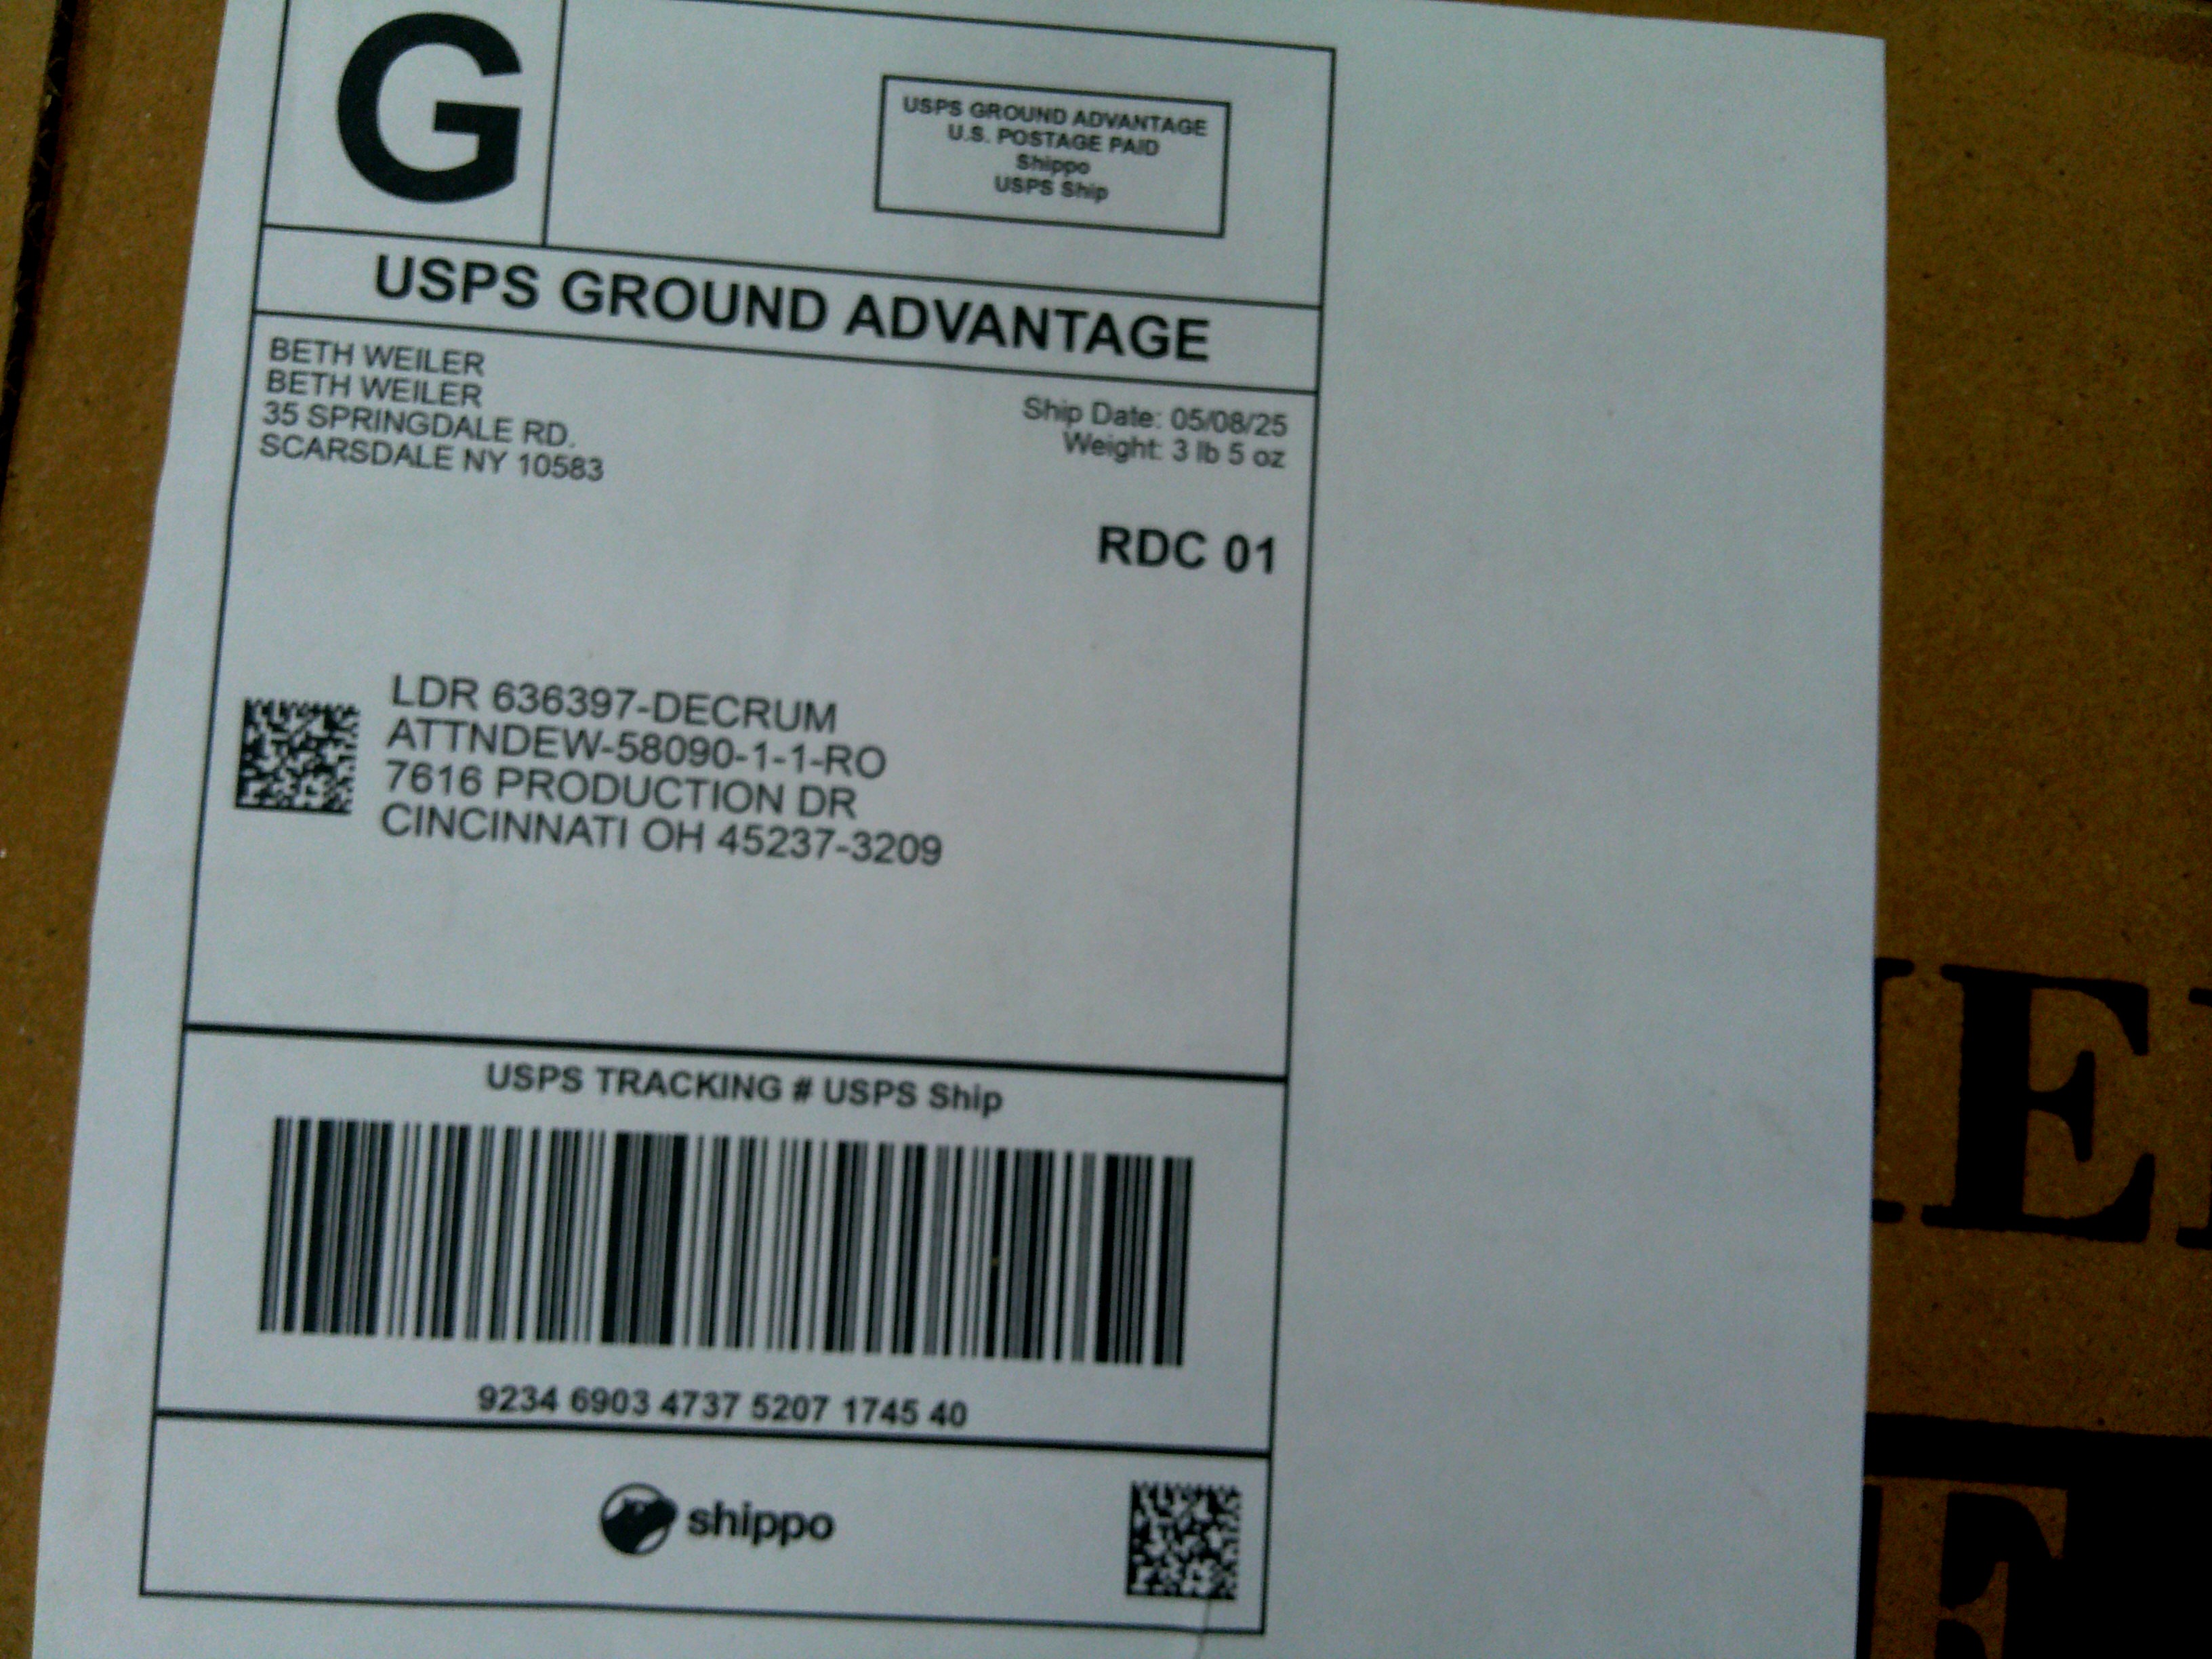 G
USPS GROUND ADVANTAGE
U.S. POSTAGE PAID
Shippo
USPS Ship
USPS GROUND ADVANTAGE
BETH WEILER
BETH WEILER
35 SPRINGDALE RD.
SCARSDALE NY 10583
Ship Date: 05/08/25
Weight: 3 lb 5 oz
RDC 01
LDR 636397-DECRUM
ATTNDEW-58090-1-1-RO
7616 PRODUCTION DR
CINCINNATI OH 45237-3209
USPS TRACKING # USPS Ship
9234 6903 4737 5207 1745 40
shippo